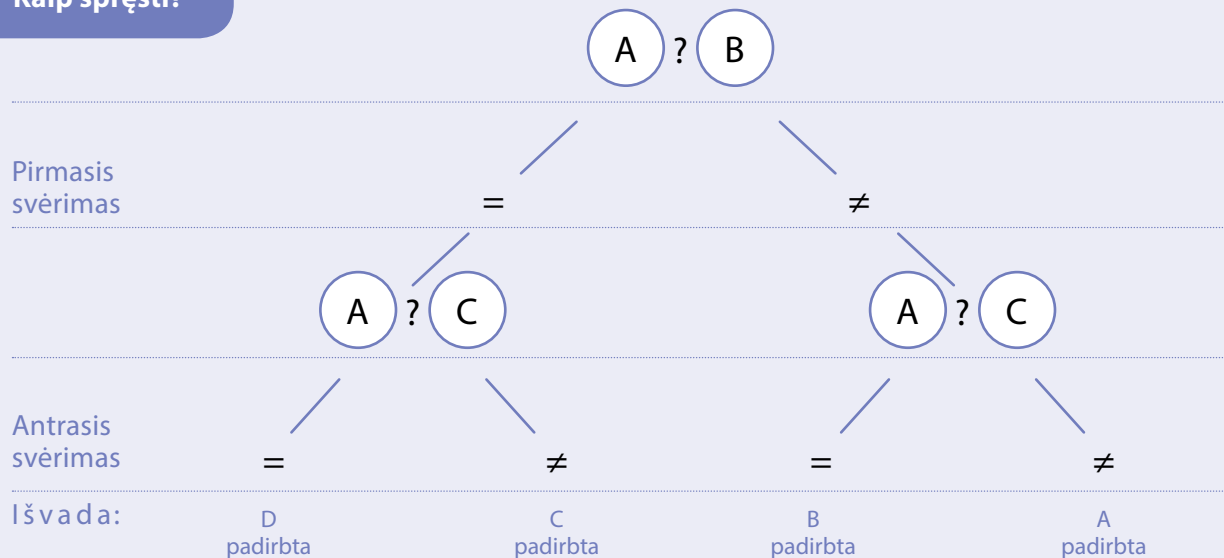 Kaip spręsti?
A ? B
Pirmasis
svėrimas
= ≠
A ? C A ? C
Antrasis
svėrimas
= ≠ = ≠
Išvada:
D
padirbta
C
padirbta
B
padirbta
A
padirbta